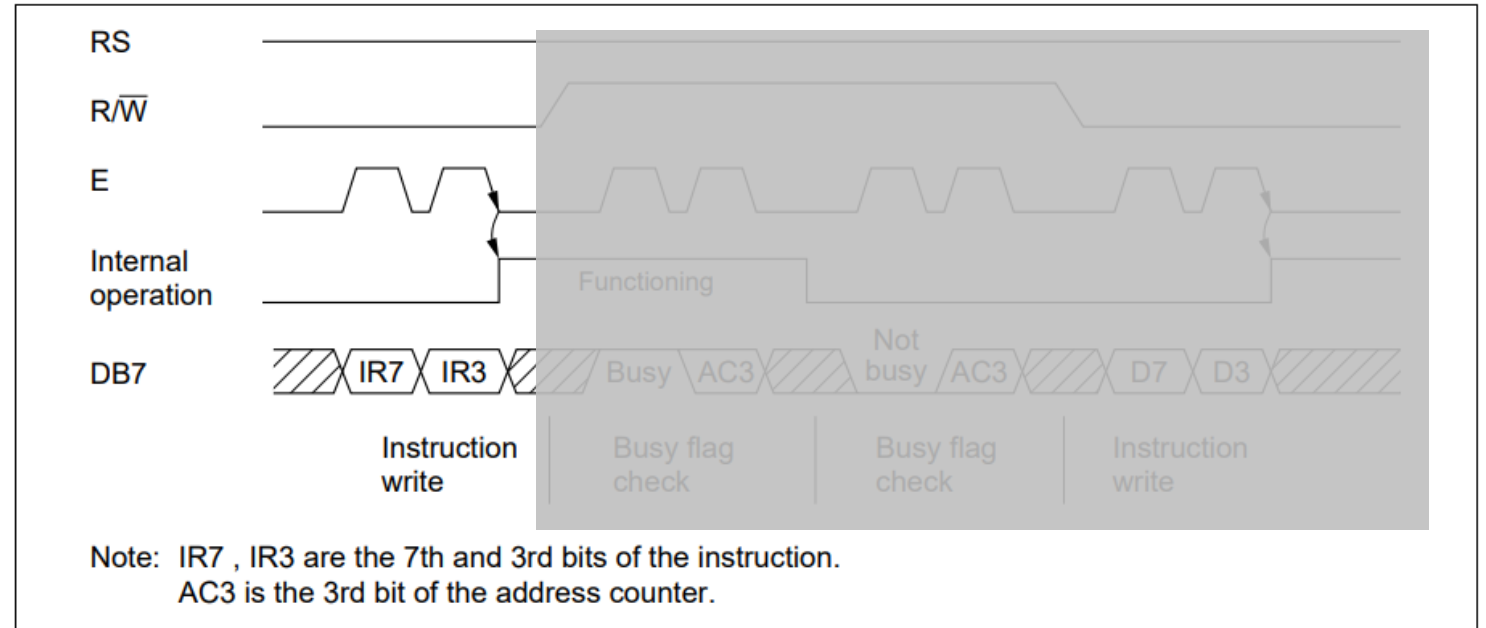 RS
R/W̅
E
Internal
operation
Functioning
DB7
IR7 IR3 Busy AC3 Not
busy AC3 D7 D3
Instruction
write
Busy flag
check
Busy flag
check
Instruction
write
Note: IR7 , IR3 are the 7th and 3rd bits of the instruction.
AC3 is the 3rd bit of the address counter.